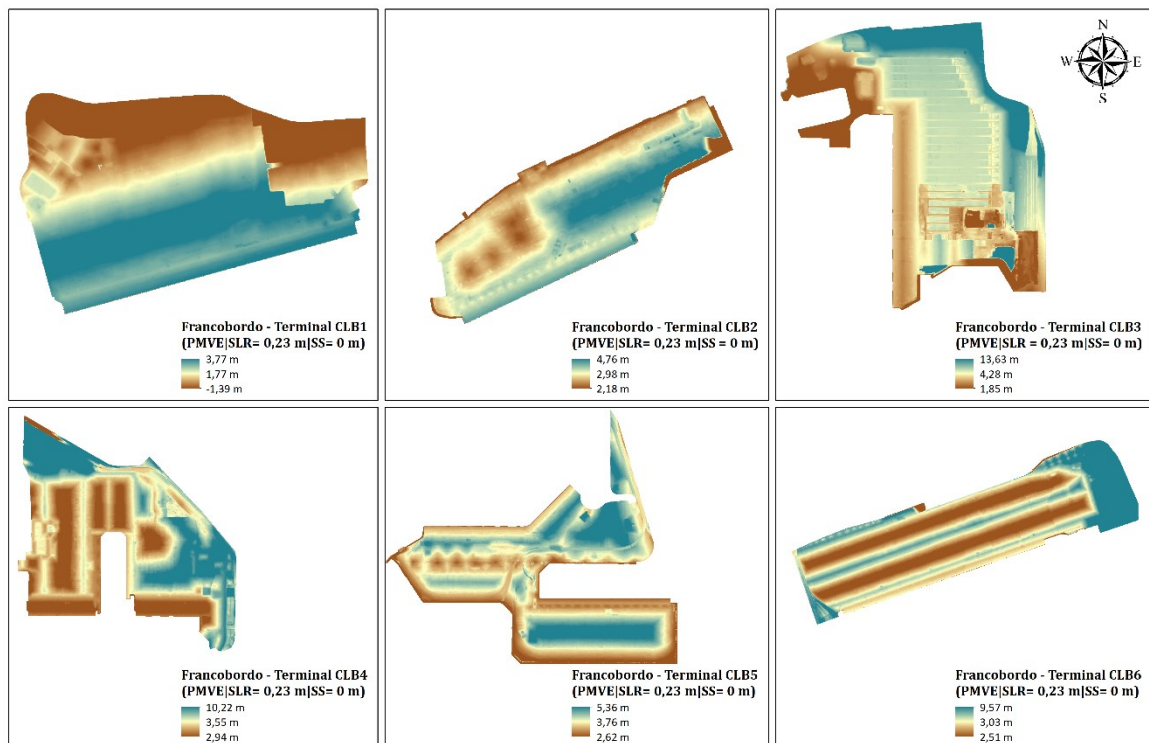 N
W E
S
Francobordo - Terminal CLB1
(PMVE|SLR= 0,23 m|SS= 0 m)
3,77 m
1,77 m
-1,39 m
Francobordo - Terminal CLB2
(PMVE|SLR= 0,23 m|SS = 0 m)
4,76 m
2,98 m
2,18 m
Francobordo - Terminal CLB3
(PMVE|SLR = 0,23 m|SS= 0 m)
13,63 m
4,28 m
1,85 m
Francobordo - Terminal CLB4
(PMVE|SLR= 0,23 m|SS= 0 m)
10,22 m
3,55 m
2,94 m
Francobordo - Terminal CLB5
(PMVE|SLR= 0,23 m|SS= 0 m)
5,36 m
3,76 m
2,62 m
Francobordo - Terminal CLB6
(PMVE|SLR= 0,23 m|SS= 0 m)
9,57 m
3,03 m
2,51 m